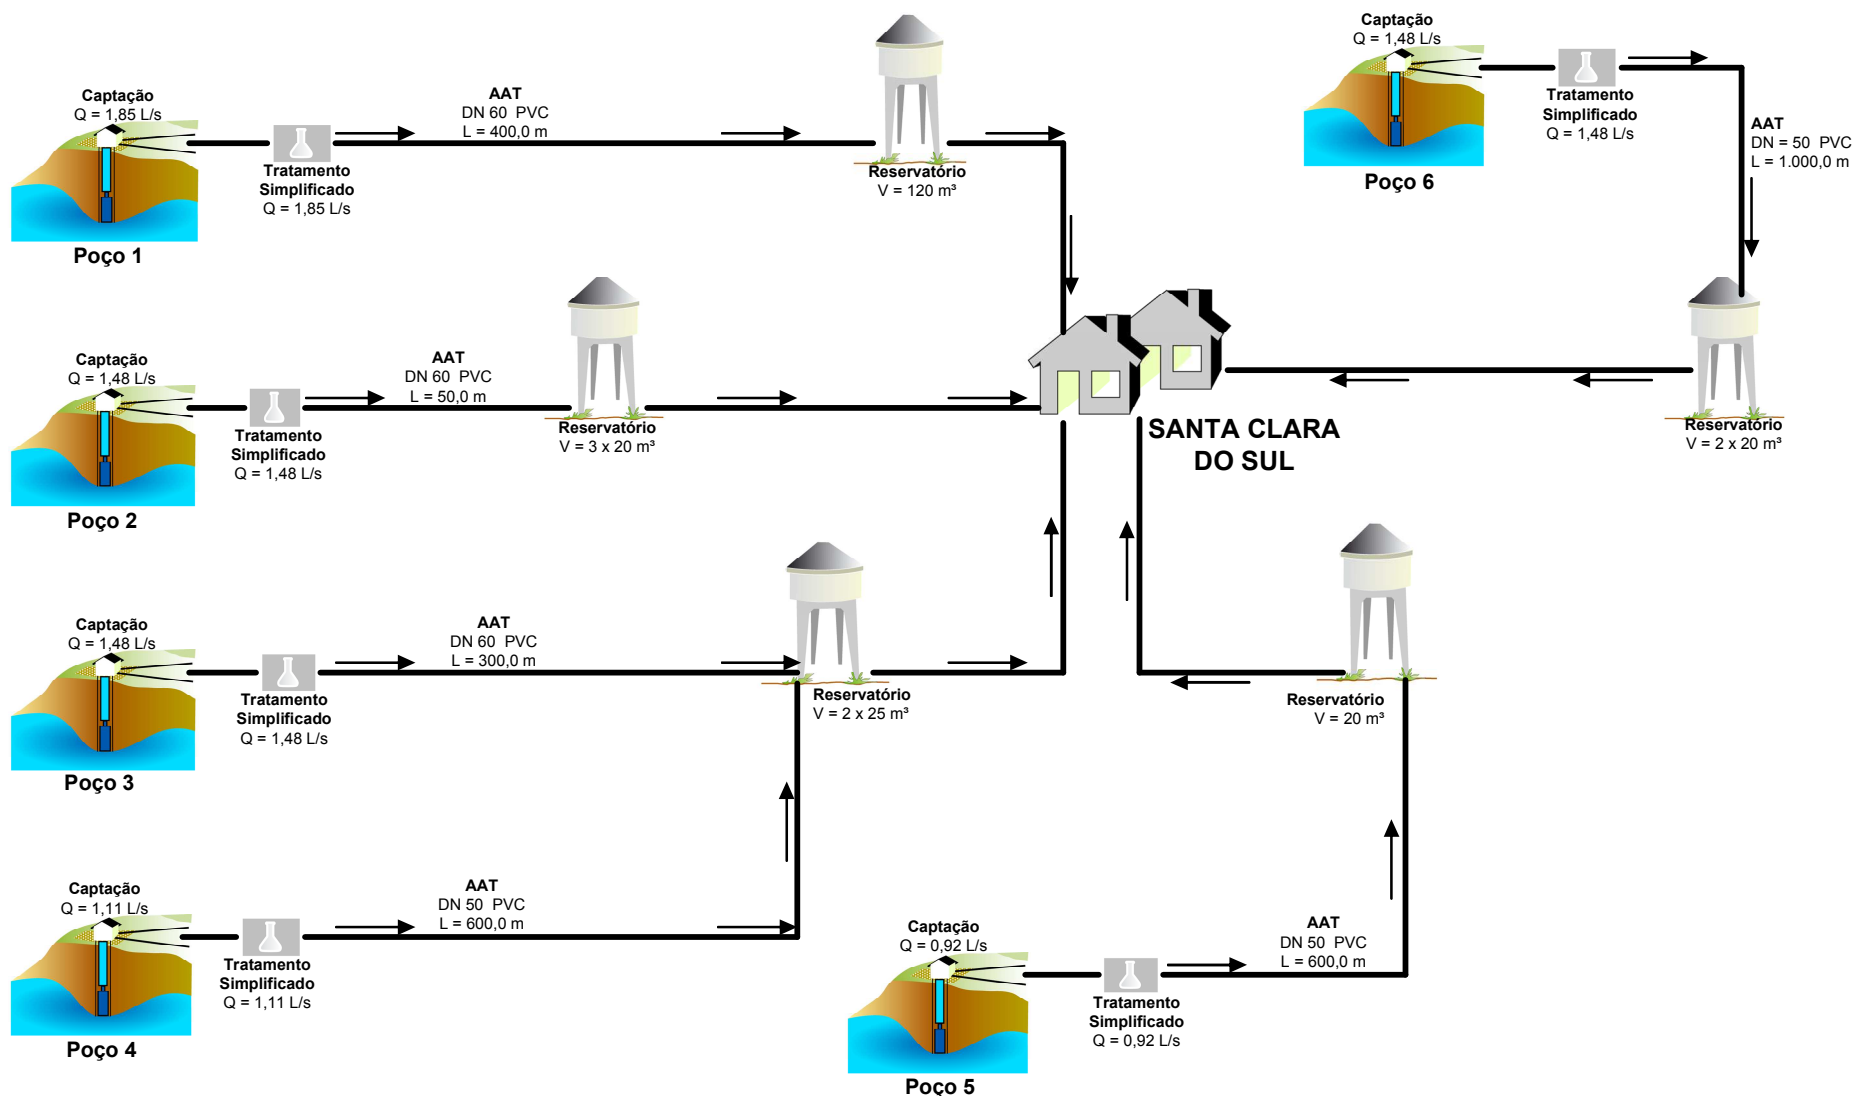 Captação
Q = 1,85 L/s
Poço 1
Tratamento
Simplificado
Q = 1,85 L/s
AAT
DN 60 PVC
L = 400,0 m
Reservatório
V = 120 m³
Captação
Q = 1,48 L/s
Poço 6
Tratamento
Simplificado
Q = 1,48 L/s
AAT
DN = 50 PVC
L = 1.000,0 m
Reservatório
V = 2 x 20 m³
Captação
Q = 1,48 L/s
Poço 2
Tratamento
Simplificado
Q = 1,48 L/s
AAT
DN 60 PVC
L = 50,0 m
Reservatório
V = 3 x 20 m³
SANTA CLARA
DO SUL
Captação
Q = 1,48 L/s
Poço 3
Tratamento
Simplificado
Q = 1,48 L/s
AAT
DN 60 PVC
L = 300,0 m
Reservatório
V = 2 x 25 m³
Reservatório
V = 20 m³
Captação
Q = 1,11 L/s
Poço 4
Tratamento
Simplificado
Q = 1,11 L/s
AAT
DN 50 PVC
L = 600,0 m
Captação
Q = 0,92 L/s
Poço 5
Tratamento
Simplificado
Q = 0,92 L/s
AAT
DN 50 PVC
L = 600,0 m